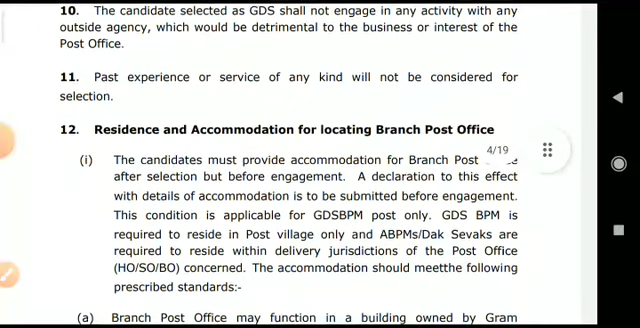 10. The candidate selected as GDS shall not engage in any activity with any
outside agency, which would be detrimental to the business or interest of the
Post Office.
11. Past experience or service of any kind will not be considered for
selection.
12. Residence and Accommodation for locating Branch Post Office
4/19
(i) The candidates must provide accommodation for Branch Post
after selection but before engagement. A declaration to this effect
with details of accommodation is to be submitted before engagement.
This condition is applicable for GDSBPM post only. GDS BPM is
required to reside in Post village only and ABPMs/Dak Sevaks are
required to reside within delivery jurisdictions of the Post Office
(HO/SO/BO) concerned. The accommodation should meetthe following
prescribed standards:-
(a) Branch Post Office may function in a building owned by Gram